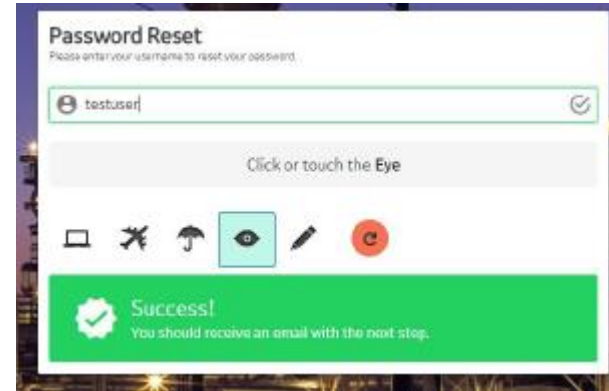 Password Reset
Please enter your username to reset your password.
testuser
Click or touch the Eye
Success!
You should receive an email with the next step.